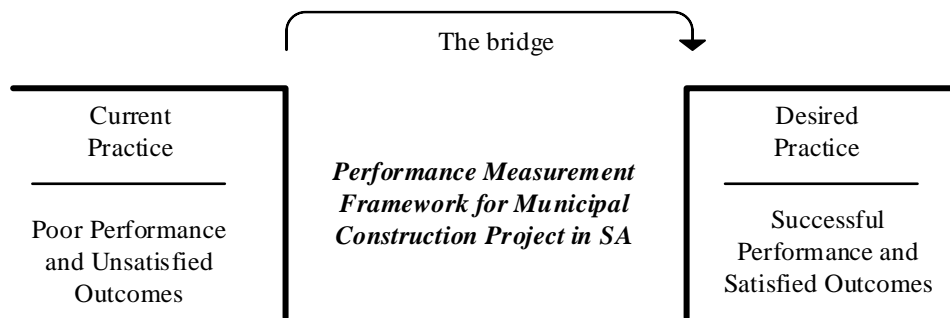 The bridge
Current
Practice
Poor Performance
and Unsatisfied
Outcomes
Performance Measurement
Framework for Municipal
Construction Project in SA
Desired
Practice
Successful
Performance and
Satisfied Outcomes